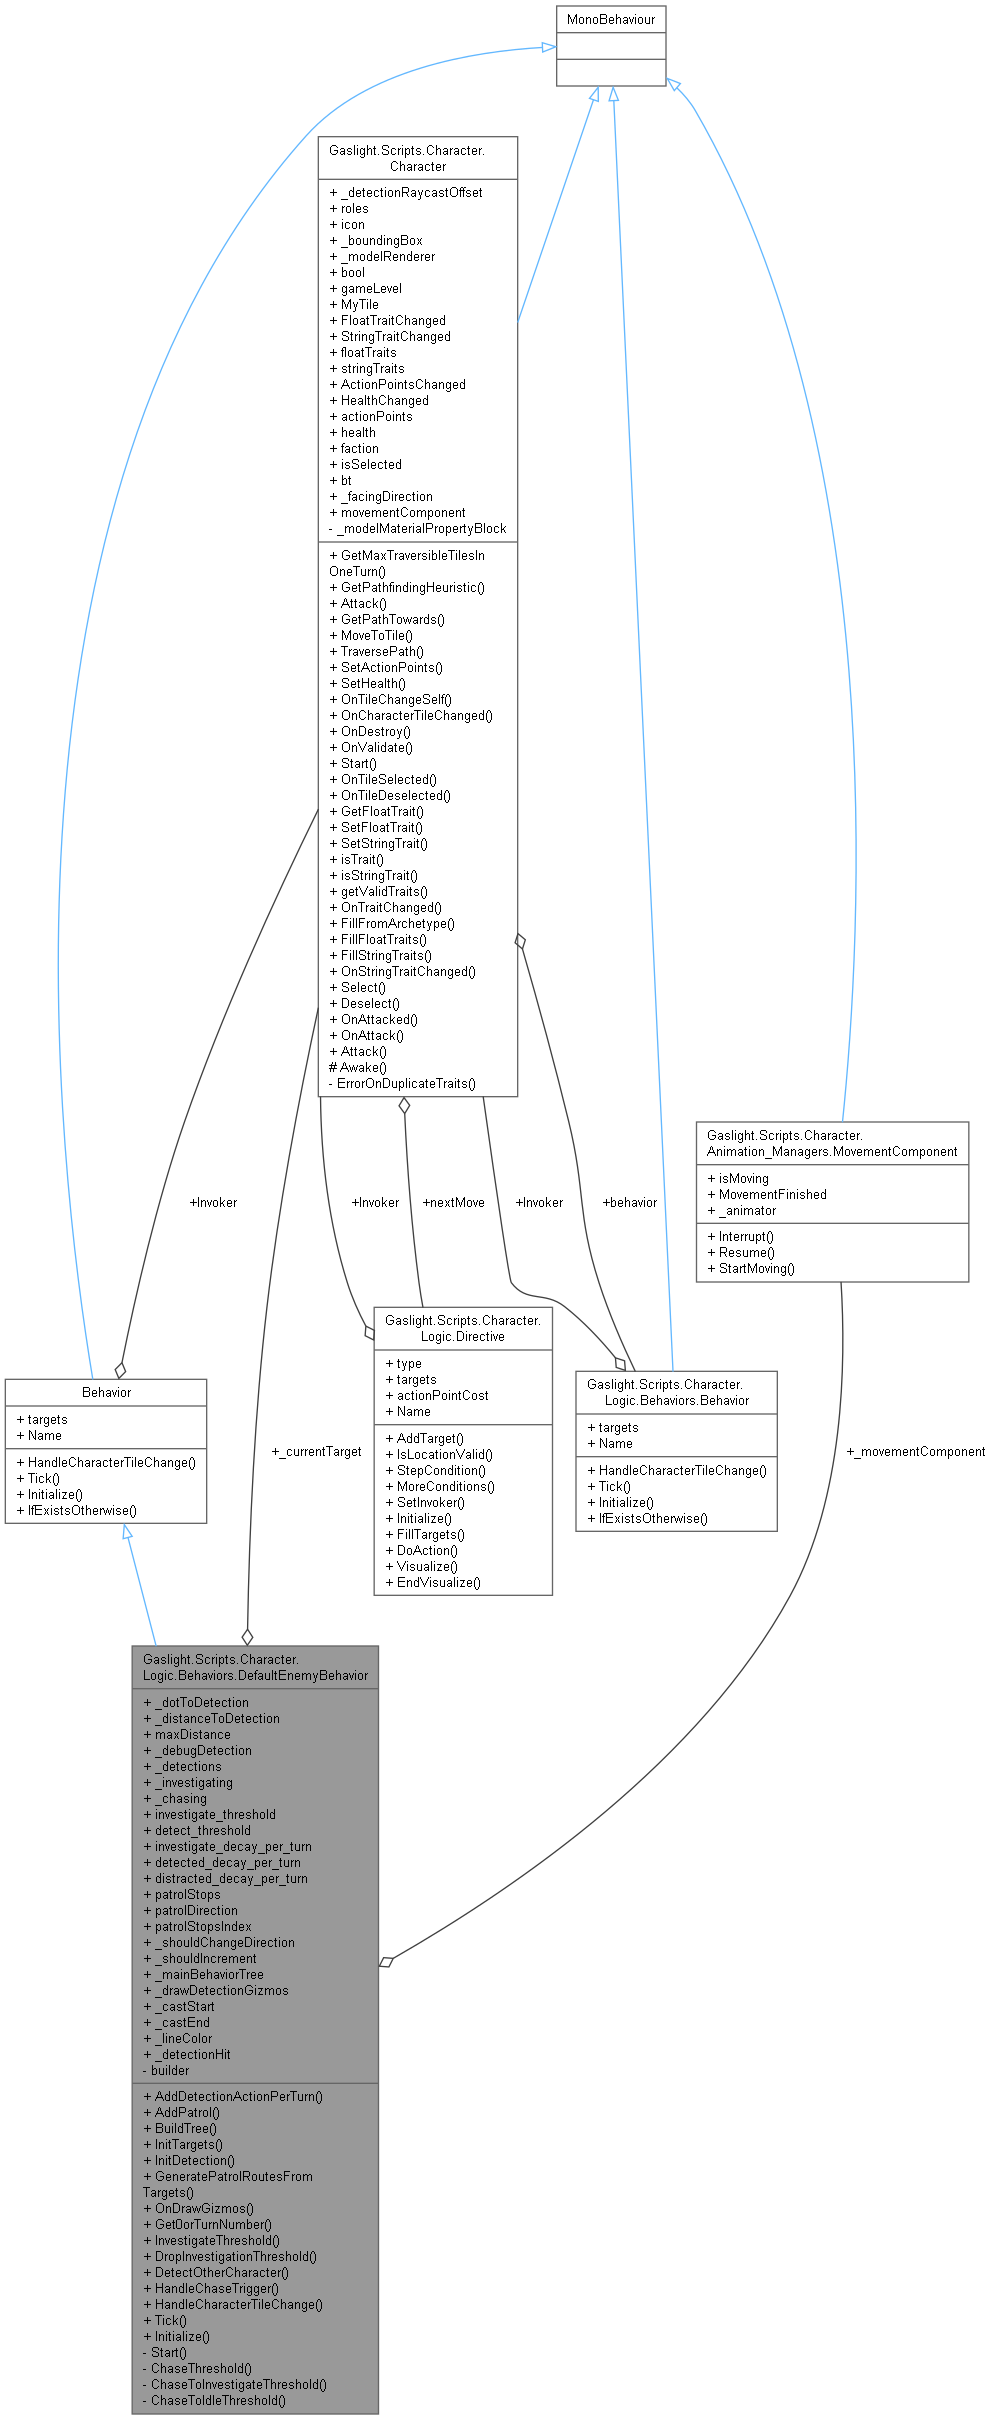 MonoBehaviour
Gaslight.Scripts.Character.
Character
+ _detectionRaycastOffset
+ roles
+ icon
+ _boundingBox
+ _modelRenderer
+ bool
+ gameLevel
+ MyTile
+ FloatTraitChanged
+ StringTraitChanged
+ floatTraits
+ stringTraits
+ ActionPointsChanged
+ HealthChanged
+ actionPoints
+ health
+ faction
+ isSelected
+ bt
+ _facingDirection
+ movementComponent
- _modelMaterialPropertyBlock
+ GetMaxTraversibleTilesIn
OneTurn()
+ GetPathfindingHeuristic()
+ Attack()
+ GetPathTowards()
+ MoveToTile()
+ TraversePath()
+ SetActionPoints()
+ SetHealth()
+ OnTileChangeSelf()
+ OnCharacterTileChanged()
+ OnDestroy()
+ OnValidate()
+ Start()
+ OnTileSelected()
+ OnTileDeselected()
+ GetFloatTrait()
+ SetFloatTrait()
+ SetStringTrait()
+ isTrait()
+ isStringTrait()
+ getValidTraits()
+ OnTraitChanged()
+ FillFromArchetype()
+ FillFloatTraits()
+ FillStringTraits()
+ OnStringTraitChanged()
+ Select()
+ Deselect()
+ OnAttacked()
+ OnAttack()
+ Attack()
# Awake()
- ErrorOnDuplicateTraits()
Gaslight.Scripts.Character.
Animation_Managers.MovementComponent
+ isMoving
+ MovementFinished
+ _animator
+ Interrupt()
+ Resume()
+ StartMoving()
+Invoker
+Invoker
+nextMove
+Invoker
+behavior
Gaslight.Scripts.Character.
Logic.Directive
+ type
+ targets
+ actionPointCost
+ Name
+ AddTarget()
+ IsLocationValid()
+ StepCondition()
+ MoreConditions()
+ SetInvoker()
+ Initialize()
+ FillTargets()
+ DoAction()
+ Visualize()
+ EndVisualize()
Gaslight.Scripts.Character.
Logic.Behaviors.Behavior
+ targets
+ Name
+ HandleCharacterTileChange()
+ Tick()
+ Initialize()
+ IfExistsOtherwise()
Behavior
+ targets
+ Name
+ HandleCharacterTileChange()
+ Tick()
+ Initialize()
+ IfExistsOtherwise()
+_currentTarget
+_movementComponent
Gaslight.Scripts.Character.
Logic.Behaviors.DefaultEnemyBehavior
+ _dotToDetection
+ _distanceToDetection
+ maxDistance
+ _debugDetection
+ _detections
+ _investigating
+ _chasing
+ investigate_threshold
+ detect_threshold
+ investigate_decay_per_turn
+ detected_decay_per_turn
+ distracted_decay_per_turn
+ patrolStops
+ patrolDirection
+ patrolStopsIndex
+ _shouldChangeDirection
+ _shouldIncrement
+ _mainBehaviorTree
+ _drawDetectionGizmos
+ _castStart
+ _castEnd
+ _lineColor
+ _detectionHit
- builder
+ AddDetectionActionPerTurn()
+ AddPatrol()
+ BuildTree()
+ InitTargets()
+ InitDetection()
+ GeneratePatrolRoutesFrom
Targets()
+ OnDrawGizmos()
+ Get0orTurnNumber()
+ InvestigateThreshold()
+ DropInvestigationThreshold()
+ DetectOtherCharacter()
+ HandleChaseTrigger()
+ HandleCharacterTileChange()
+ Tick()
+ Initialize()
- Start()
- ChaseThreshold()
- ChaseToInvestigateThreshold()
- ChaseToIdleThreshold()